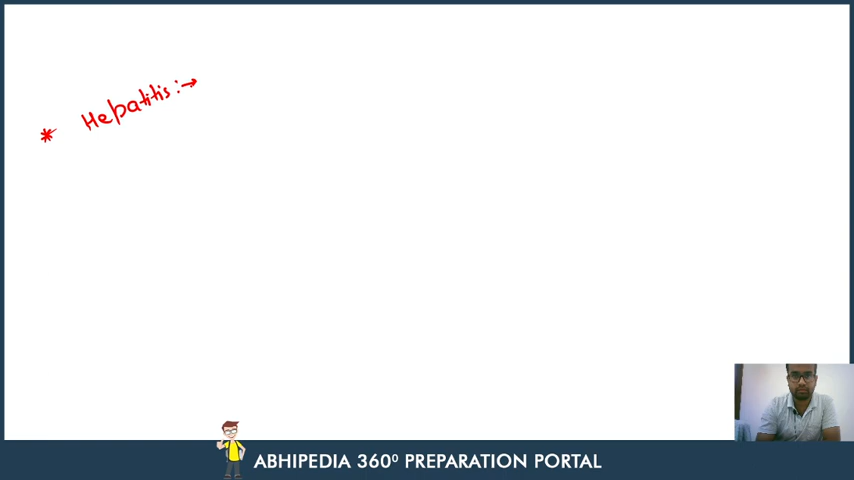 * Hepatitis :→
ABHIPEDIA 360⁰ PREPARATION PORTAL